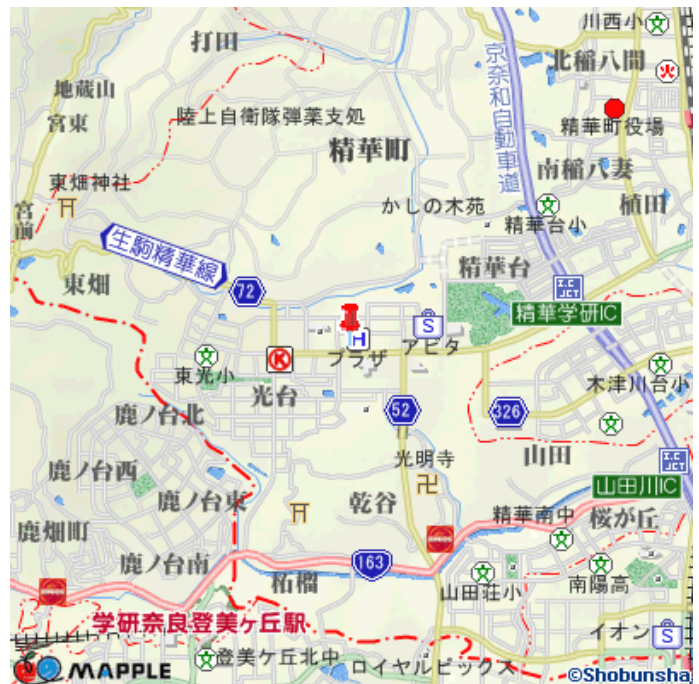 川西小
打田
北稲八間
地蔵山
宮東
陸上自衛隊弾薬支処
京奈和自動車道
精華町役場
精華町
南稲八妻
東畑神社
宮前
かしの木苑
精華台小
植田
生駒精華線
東畑
精華台
72
I.C
JCT
精華学研IC
H
S
プラザ
アピタ
K
東光小
光台
木津川台小
鹿ノ台北
52
326
鹿ノ台西
光明寺
山田
I.C
JCT
山田川IC
鹿ノ台東
乾谷
精華南中
桜が丘
鹿畑町
鹿ノ台南
163
柘榴
山田荘小
南陽高
学研奈良登美ヶ丘駅
イオン
S
登美ケ丘北中
ロイヤルビックス
MAPPLE
©Shobunsha